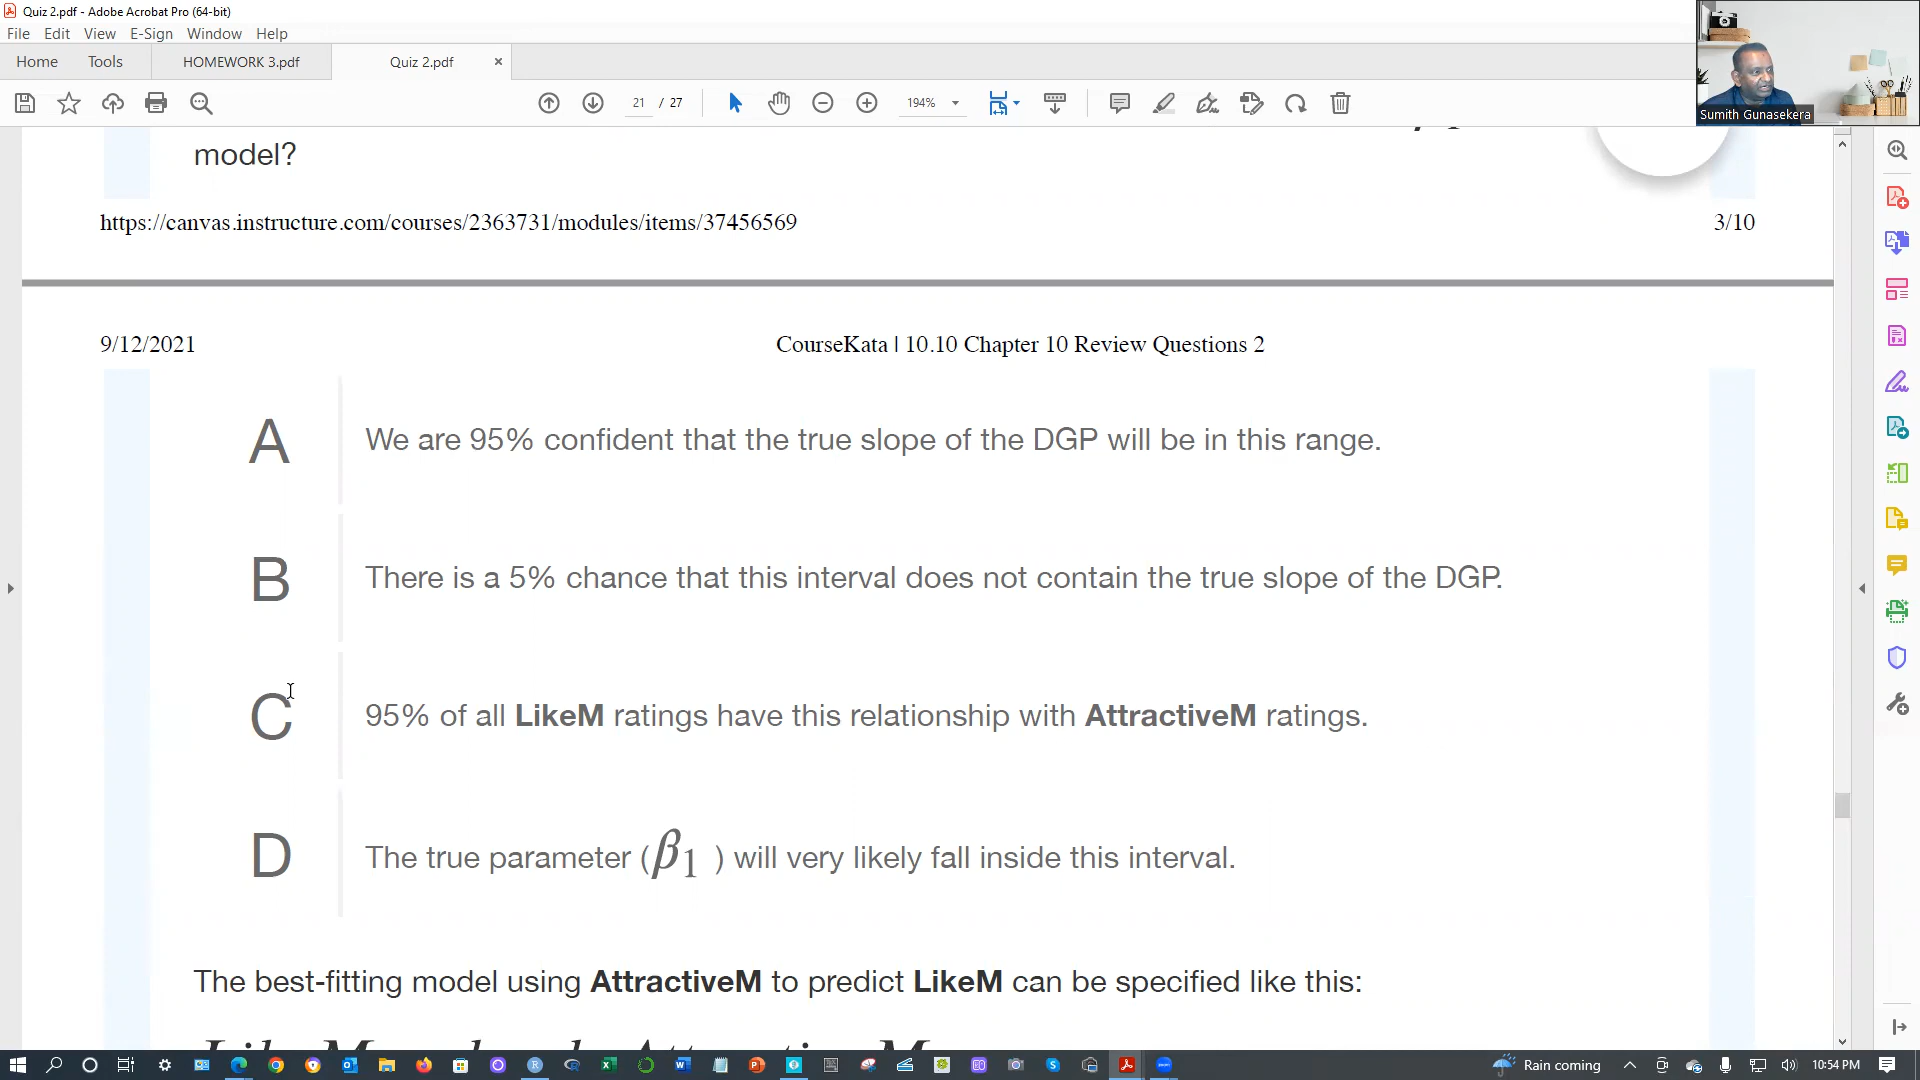 Quiz 2.pdf - Adobe Acrobat Pro (64-bit)
File Edit View E-Sign Window Help
Home Tools HOMEWORK 3.pdf Quiz 2.pdf ×
21 / 27 194%
Sumith Gunasekera
model?
https://canvas.instructure.com/courses/2363731/modules/items/37456569 3/10
9/12/2021 CourseKata | 10.10 Chapter 10 Review Questions 2
A We are 95% confident that the true slope of the DGP will be in this range.
B There is a 5% chance that this interval does not contain the true slope of the DGP.
C 95% of all LikeM ratings have this relationship with AttractiveM ratings.
D The true parameter (β1 ) will very likely fall inside this interval.
The best-fitting model using AttractiveM to predict LikeM can be specified like this:
Rain coming 10:54 PM